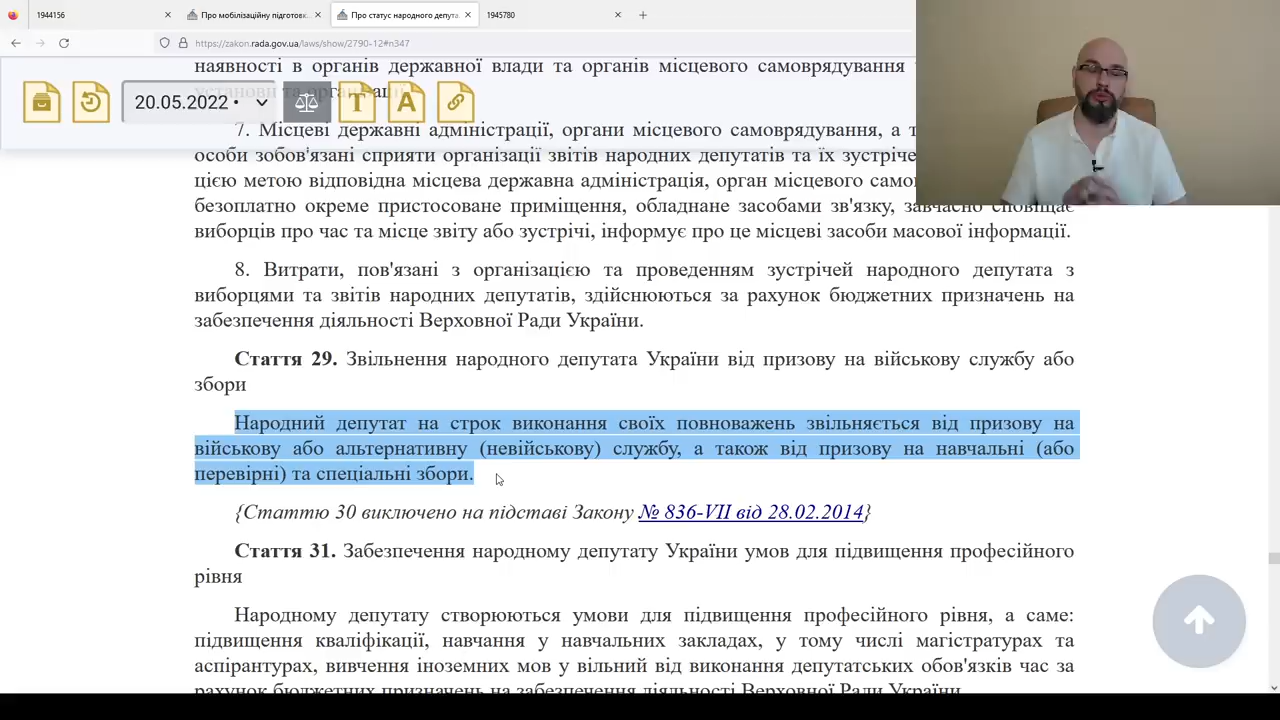 1944156
Про мобілізаційну підготовк
Про статус народного депута
1945780
https://zakon.rada.gov.ua/laws/show/2790-12#n347
наявності в органів державної влади та органів місцевого самоврядування
20.05.2022 •
7. Місцеві державні адміністрації, органи місцевого самоврядування, а
особи зобов'язані сприяти організації звітів народних депутатів та їх зустріче
цією метою відповідна місцева державна адміністрація, орган місцевого само
безоплатно окреме пристосоване приміщення, обладнане засобами зв'язку, завчасно сповіщає
виборців про час та місце звіту або зустрічі, інформує про це місцеві засоби масової інформації.
8. Витрати, пов'язані з організацією та проведенням зустрічей народного депутата з
виборцями та звітів народних депутатів, здійснюються за рахунок бюджетних призначень на
забезпечення діяльності Верховної Ради України.
Стаття 29. Звільнення народного депутата України від призову на військову службу або
збори
Народний депутат на строк виконання своїх повноважень звільняється від призову на
військову або альтернативну (невійськову) службу, а також від призову на навчальні (або
перевірні) та спеціальні збори.
{Статтю 30 виключено на підставі Закону № 836-VII від 28.02.2014}
Стаття 31. Забезпечення народному депутату України умов для підвищення професійного
рівня
Народному депутату створюються умови для підвищення професійного рівня, а саме:
підвищення кваліфікації, навчання у навчальних закладах, у тому числі магістратурах та
аспірантурах, вивчення іноземних мов у вільний від виконання депутатських обов'язків час за
рахунок бюджетних призначень на забезпечення діяльності Верховної Ради України